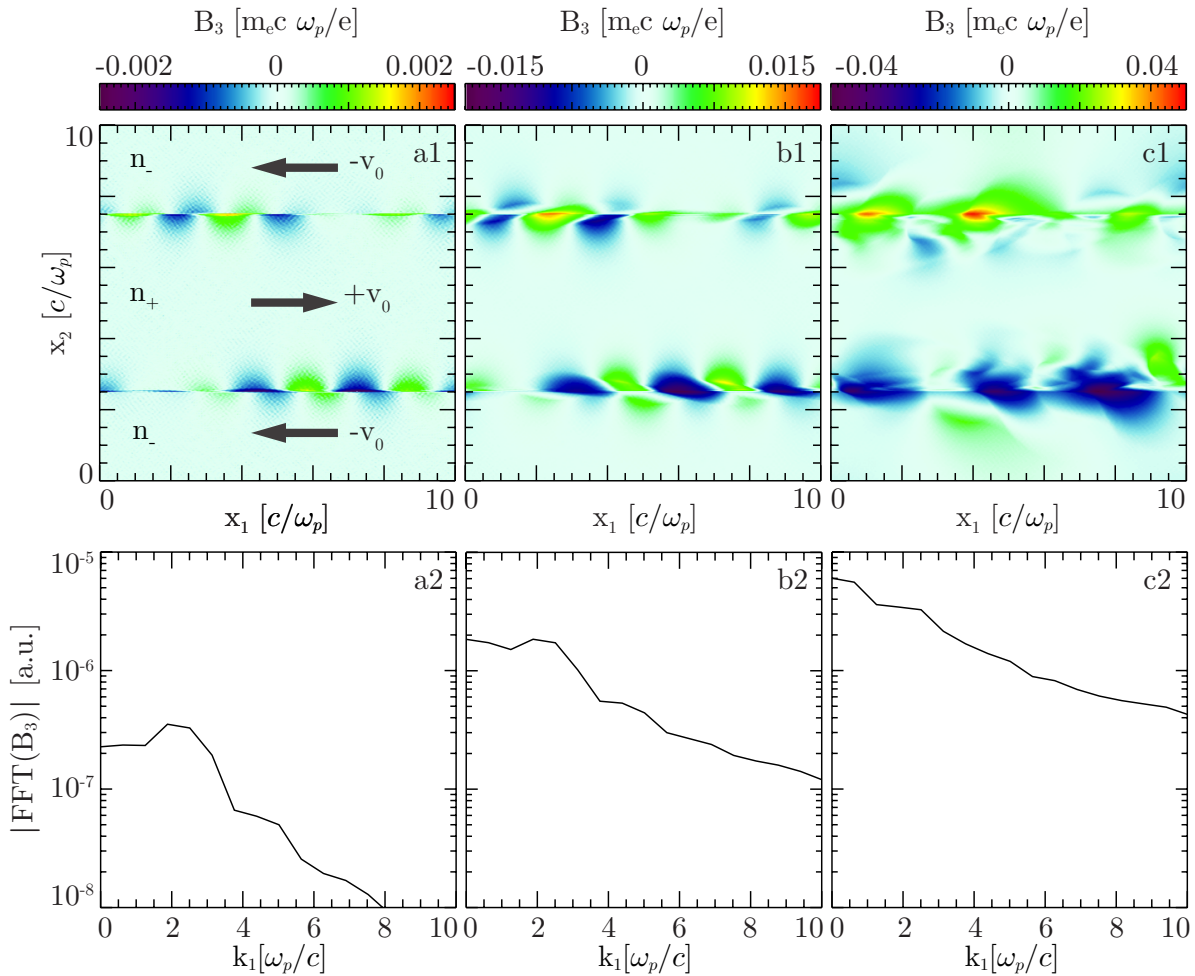 B₃ [mₑc ωₚ/e] B₃ [mₑc ωₚ/e] B₃ [mₑc ωₚ/e]
-0.002 0 0.002 -0.015 0 0.015 -0.04 0 0.04
10
n₋ -v₀ a1 b1 c1
n₊ +v₀
x₂ [c/ωₚ]
n₋ -v₀
0
0 10 0 10 0 10
x₁ [c/ωₚ] x₁ [c/ωₚ] x₁ [c/ωₚ]
10⁻⁵
a2 b2 c2
10⁻⁶
|FFT(B₃)| [a.u.]
10⁻⁷
10⁻⁸
0 2 4 6 8 10 0 2 4 6 8 10 0 2 4 6 8 10
k₁[ωₚ/c] k₁[ωₚ/c] k₁[ωₚ/c]